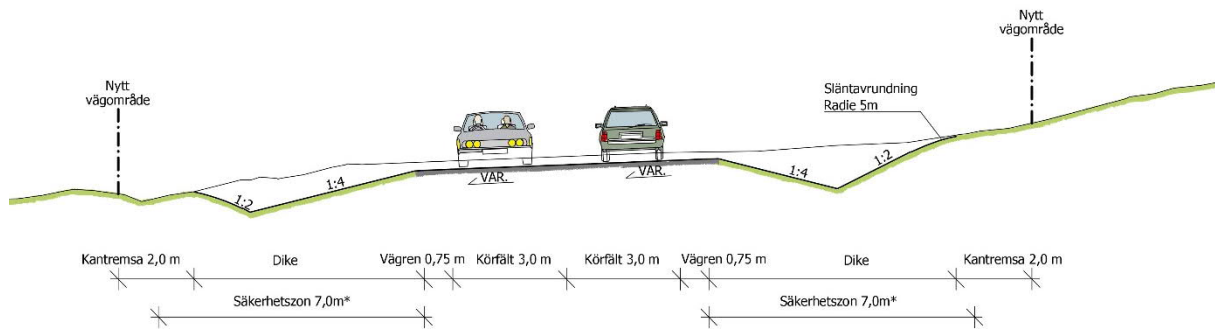 Nytt
vägområde
Nytt
vägområde
Släntavrundning
Radie 5m
1:2
1:4
VAR.
VAR.
1:4
1:2
Kantremsa 2,0 m
Dike
Vägren 0,75 m
Körfält 3,0 m
Körfält 3,0 m
Vägren 0,75 m
Dike
Kantremsa 2,0 m
Säkerhetszon 7,0m*
Säkerhetszon 7,0m*